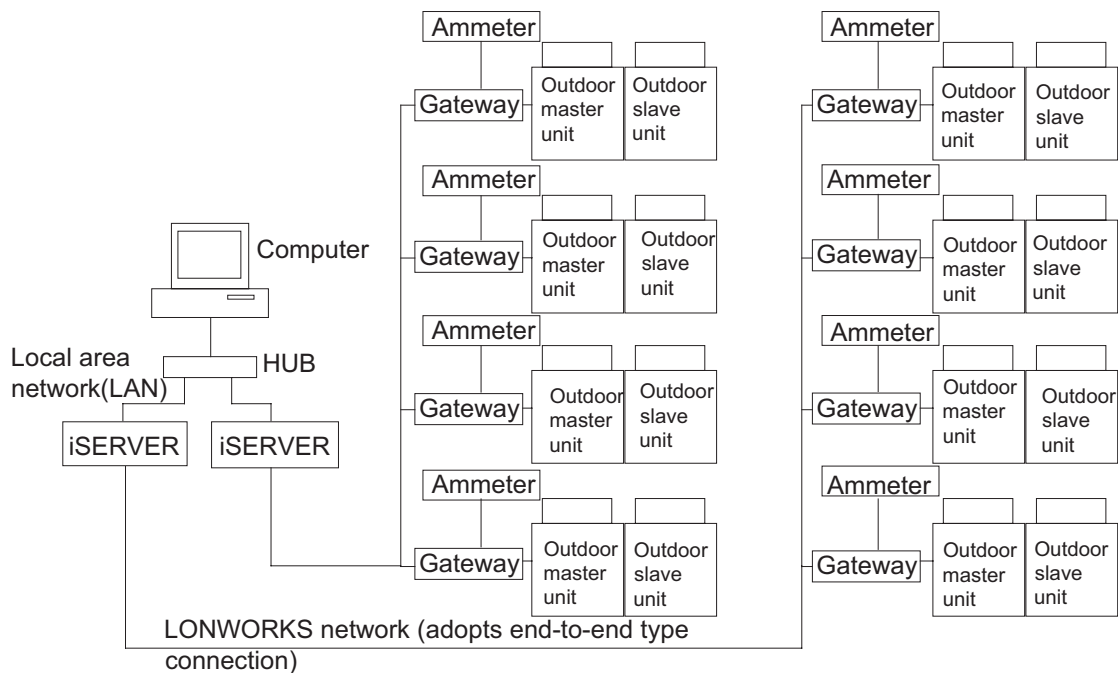 Ammeter
Gateway
Outdoor
master
unit
Outdoor
slave
unit
Ammeter
Gateway
Outdoor
master
unit
Outdoor
slave
unit
Ammeter
Gateway
Outdoor
master
unit
Outdoor
slave
unit
Ammeter
Gateway
Outdoor
master
unit
Outdoor
slave
unit
Computer
Local area
network(LAN)
HUB
iSERVER
iSERVER
Ammeter
Gateway
Outdoor
master
unit
Outdoor
slave
unit
Ammeter
Gateway
Outdoor
master
unit
Outdoor
slave
unit
Ammeter
Gateway
Outdoor
master
unit
Outdoor
slave
unit
Ammeter
Gateway
Outdoor
master
unit
Outdoor
slave
unit
LONWORKS network (adopts end-to-end type
connection)